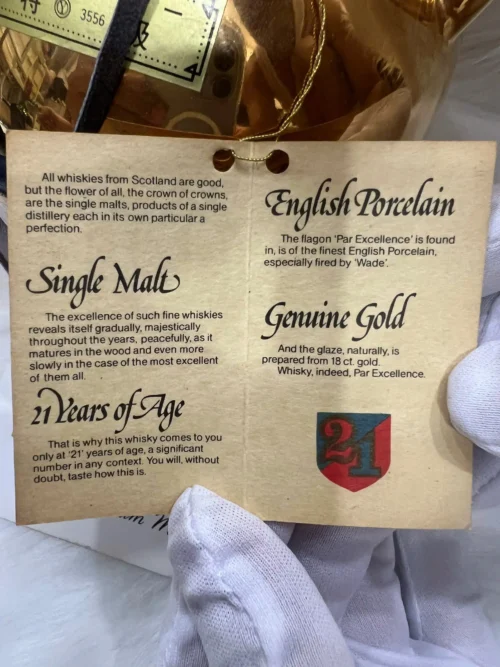 特 Y 3556 級 一
All whiskies from Scotland are good,
but the flower of all, the crown of crowns,
are the single malts, products of a single
distillery each in its own particular a
perfection.
Single Malt
The excellence of such fine whiskies
reveals itself gradually, majestically
throughout the years, peacefully, as it
matures in the wood and even more
slowly in the case of the most excellent
of them all.
21 Years of Age
That is why this whisky comes to you
only at '21' years of age, a significant
number in any context. You will, without
doubt, taste how this is.
English Porcelain
The flagon 'Par Excellence' is found
in, is of the finest English Porcelain,
especially fired by 'Wade'.
Genuine Gold
And the glaze, naturally, is
prepared from 18 ct. gold.
Whisky, indeed, Par Excellence.
21